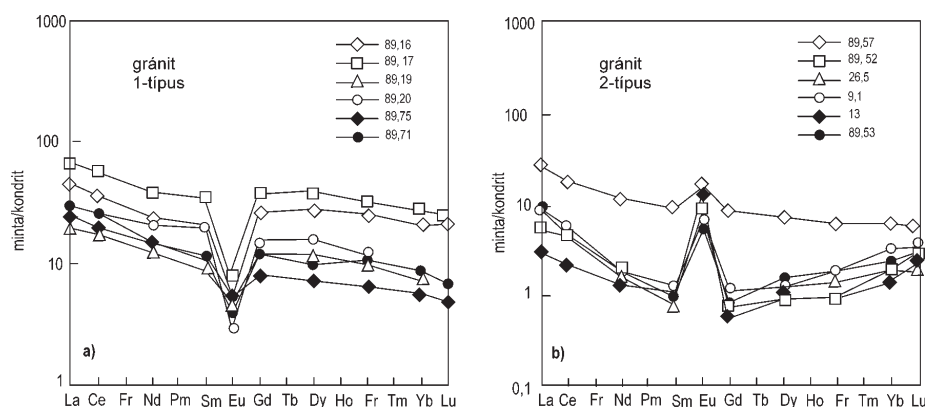 1000
gránit
1-típus
89,16
89, 17
89,19
89,20
89,75
89,71
100
minta/kondrit
10
a)
1
La Ce Fr Nd Pm Sm Eu Gd Tb Dy Ho Fr Tm Yb Lu
1000
gránit
2-típus
89,57
89, 52
26,5
9,1
13
89,53
100
minta/kondrit
10
1
b)
0,1
La Ce Fr Nd Pm Sm Eu Gd Tb Dy Ho Fr Tm Yb Lu